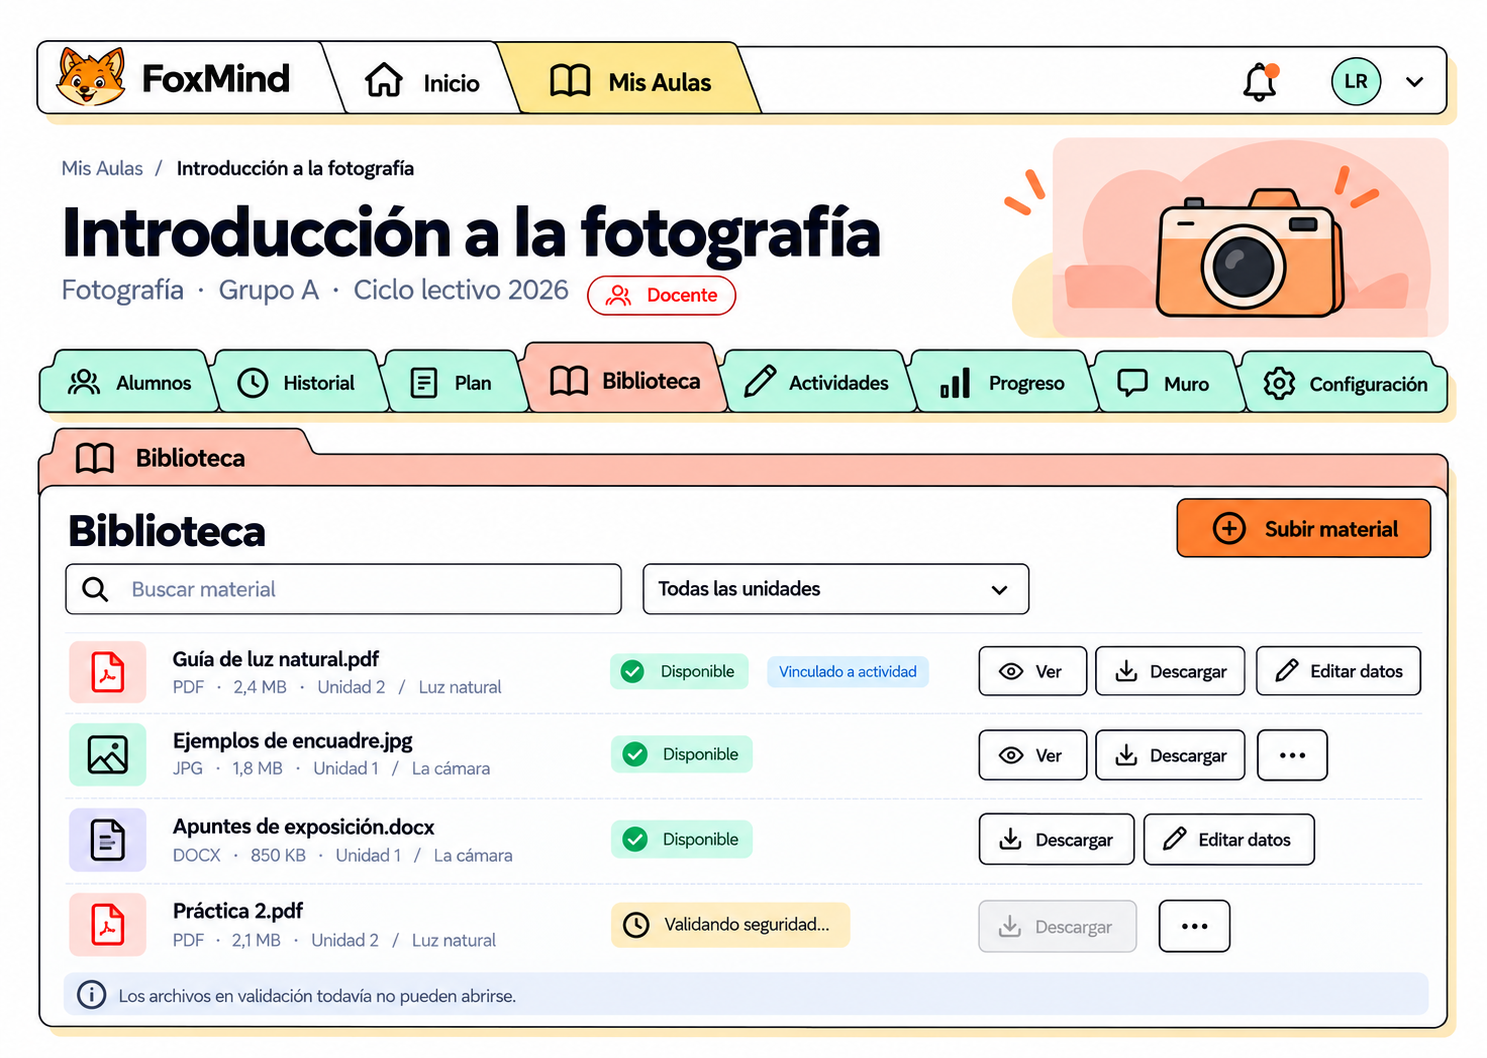 FoxMind
Inicio
Mis Aulas
LR
Mis Aulas / Introducción a la fotografía
Introducción a la fotografía
Fotografía · Grupo A · Ciclo lectivo 2026
Docente
Alumnos
Historial
Plan
Biblioteca
Actividades
Progreso
Muro
Configuración
Biblioteca
Biblioteca
Subir material
Buscar material
Todas las unidades
Guía de luz natural.pdf
PDF · 2,4 MB · Unidad 2 / Luz natural
Disponible
Vinculado a actividad
Ver
Descargar
Editar datos
Ejemplos de encuadre.jpg
JPG · 1,8 MB · Unidad 1 / La cámara
Disponible
Ver
Descargar
Apuntes de exposición.docx
DOCX · 850 KB · Unidad 1 / La cámara
Disponible
Descargar
Editar datos
Práctica 2.pdf
PDF · 2,1 MB · Unidad 2 / Luz natural
Validando seguridad...
Descargar
Los archivos en validación todavía no pueden abrirse.